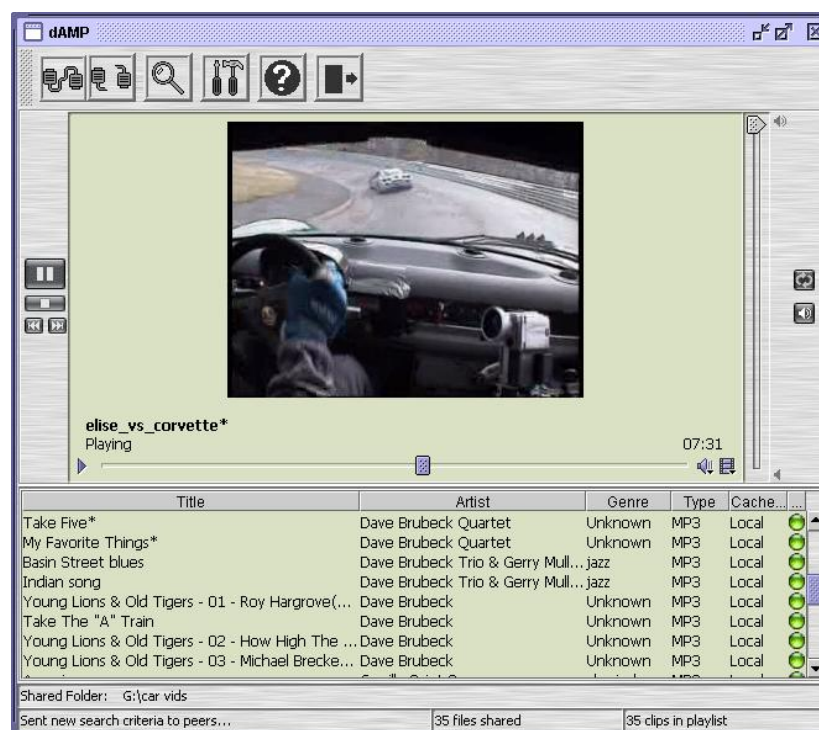 dAMP
elise_vs_corvette*
Playing 07:31
Title Artist Genre Type Cache... ...
Take Five* Dave Brubeck Quartet Unknown MP3 Local
My Favorite Things* Dave Brubeck Quartet Unknown MP3 Local
Basin Street blues Dave Brubeck Trio & Gerry Mull... jazz MP3 Local
Indian song Dave Brubeck Trio & Gerry Mull... jazz MP3 Local
Young Lions & Old Tigers - 01 - Roy Hargrove(... Dave Brubeck Unknown MP3 Local
Take The "A" Train Dave Brubeck Unknown MP3 Local
Young Lions & Old Tigers - 02 - How High The ... Dave Brubeck Unknown MP3 Local
Young Lions & Old Tigers - 03 - Michael Brecke... Dave Brubeck Unknown MP3 Local
Shared Folder: G:\car vids
Sent new search criteria to peers... 35 files shared 35 clips in playlist